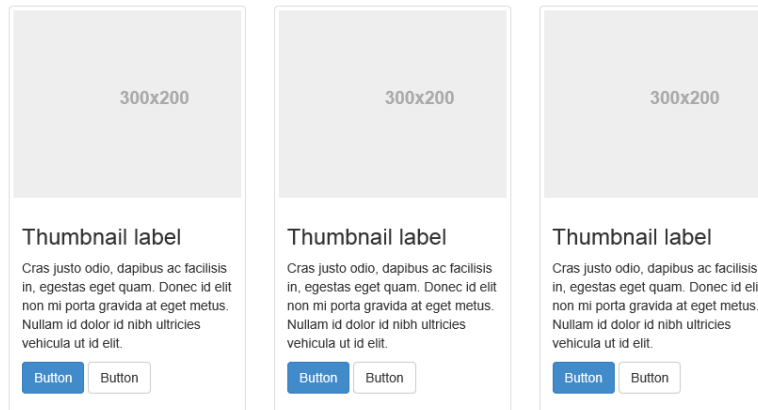 300x200
Thumbnail label
Cras justo odio, dapibus ac facilisis
in, egestas eget quam. Donec id elit
non mi porta gravida at eget metus.
Nullam id dolor id nibh ultricies
vehicula ut id elit.
Button Button
300x200
Thumbnail label
Cras justo odio, dapibus ac facilisis
in, egestas eget quam. Donec id elit
non mi porta gravida at eget metus.
Nullam id dolor id nibh ultricies
vehicula ut id elit.
Button Button
300x200
Thumbnail label
Cras justo odio, dapibus ac facilisis
in, egestas eget quam. Donec id eli
non mi porta gravida at eget metus.
Nullam id dolor id nibh ultricies
vehicula ut id elit.
Button Button